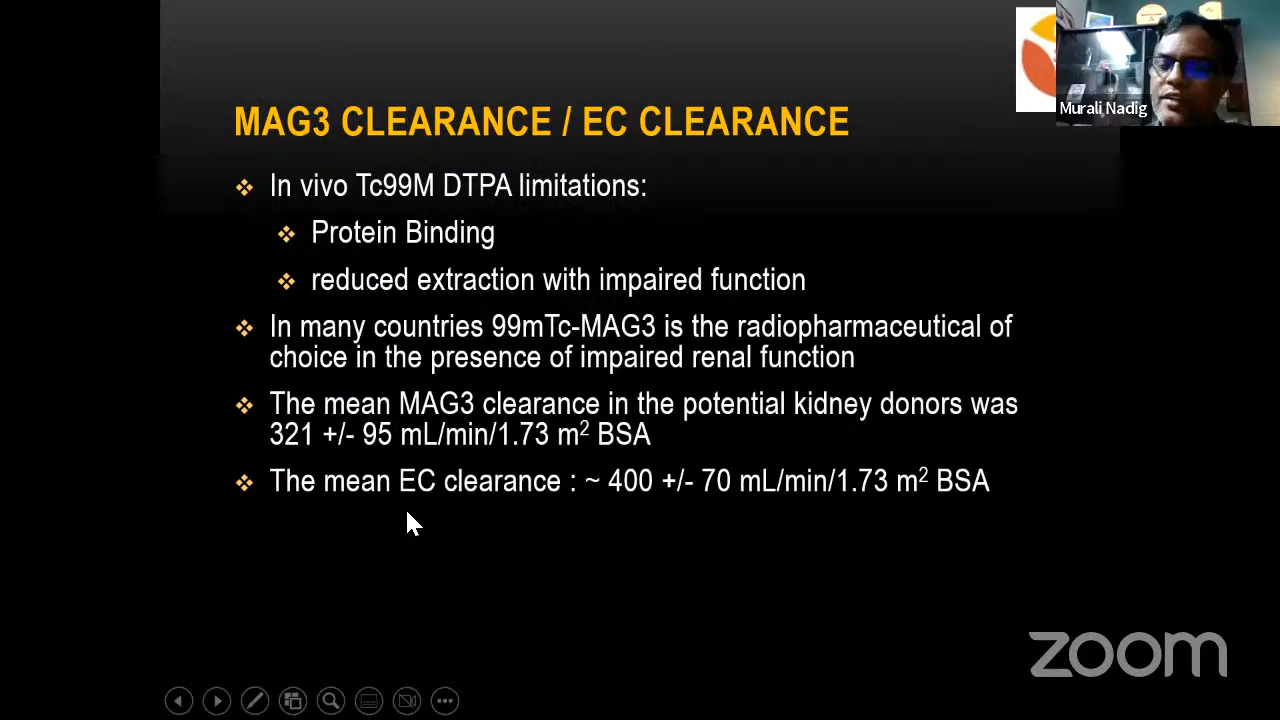 MAG3 CLEARANCE / EC CLEARANCE
Murali Nadig
In vivo Tc99M DTPA limitations:
Protein Binding
reduced extraction with impaired function
In many countries 99mTc-MAG3 is the radiopharmaceutical of
choice in the presence of impaired renal function
The mean MAG3 clearance in the potential kidney donors was
321 +/- 95 mL/min/1.73 m² BSA
The mean EC clearance : ~ 400 +/- 70 mL/min/1.73 m² BSA
zoom